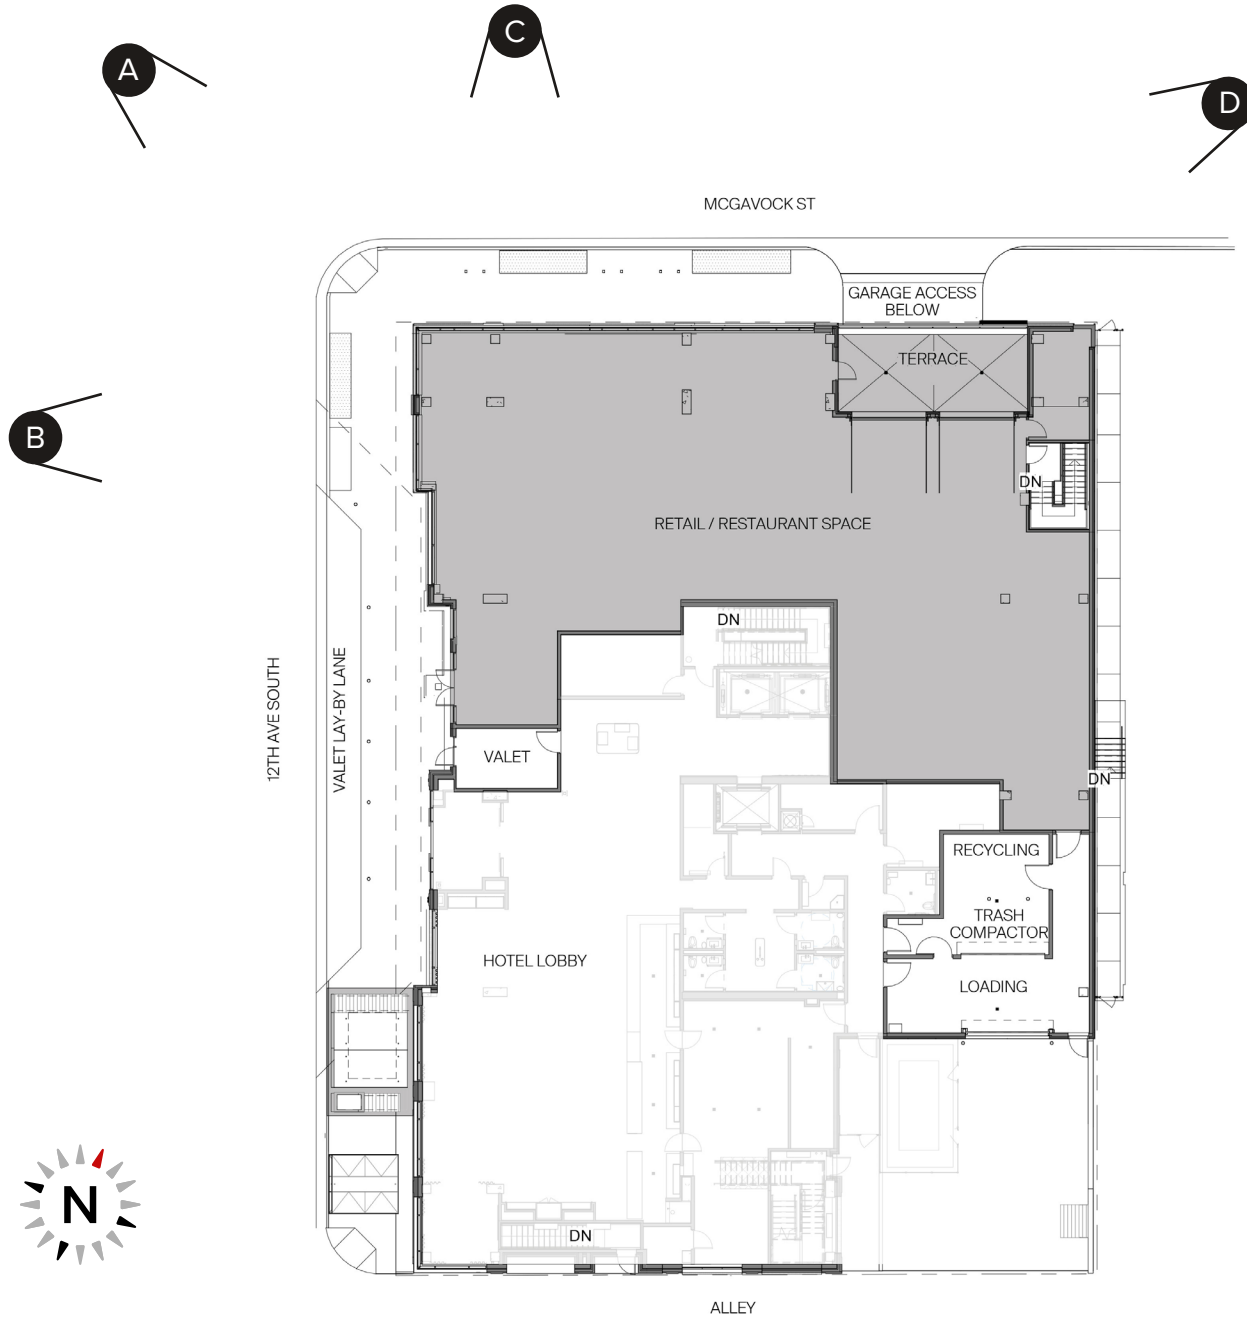 A
C
D
MCGAVOCK ST
GARAGE ACCESS
BELOW
TERRACE
B
DN
RETAIL / RESTAURANT SPACE
DN
12TH AVE SOUTH
VALET LAY-BY LANE
VALET
DN
RECYCLING
TRASH
COMPACTOR
HOTEL LOBBY
LOADING
N
DN
ALLEY